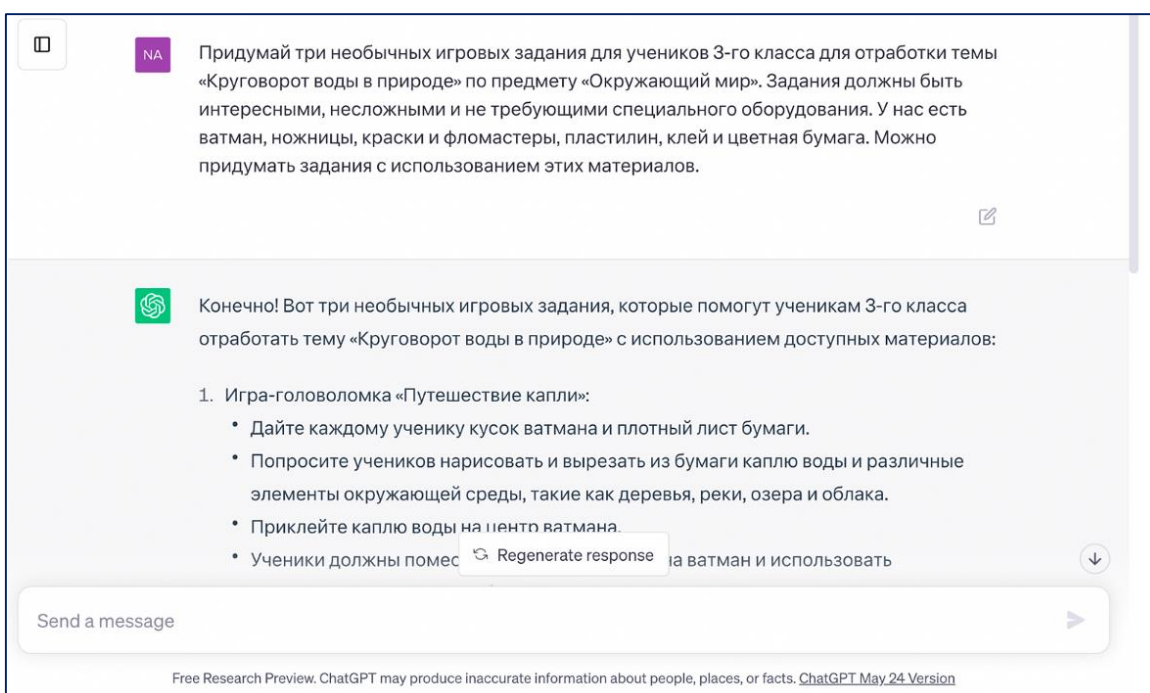 NA
Придумай три необычных игровых задания для учеников 3-го класса для отработки темы
«Круговорот воды в природе» по предмету «Окружающий мир». Задания должны быть
интересными, несложными и не требующими специального оборудования. У нас есть
ватман, ножницы, краски и фломастеры, пластилин, клей и цветная бумага. Можно
придумать задания с использованием этих материалов.
Конечно! Вот три необычных игровых задания, которые помогут ученикам 3-го класса
отработать тему «Круговорот воды в природе» с использованием доступных материалов:
1. Игра-головоломка «Путешествие капли»:
• Дайте каждому ученику кусок ватмана и плотный лист бумаги.
• Попросите учеников нарисовать и вырезать из бумаги каплю воды и различные
элементы окружающей среды, такие как деревья, реки, озера и облака.
• Приклейте каплю воды на центр ватмана.
• Ученики должны помес на ватман и использовать
Regenerate response
Send a message
Free Research Preview. ChatGPT may produce inaccurate information about people, places, or facts. ChatGPT May 24 Version